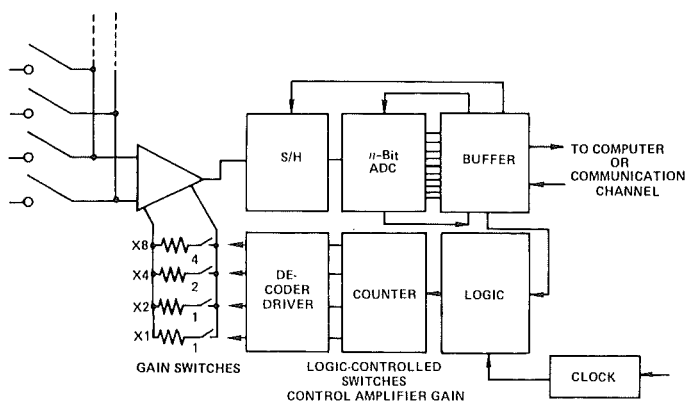 S/H
n-Bit
ADC
BUFFER
TO COMPUTER
OR
COMMUNICATION
CHANNEL
X8
4
X4
2
X2
1
X1
1
DE-
CODER
DRIVER
COUNTER
LOGIC
GAIN SWITCHES
LOGIC-CONTROLLED
SWITCHES
CONTROL AMPLIFIER GAIN
CLOCK